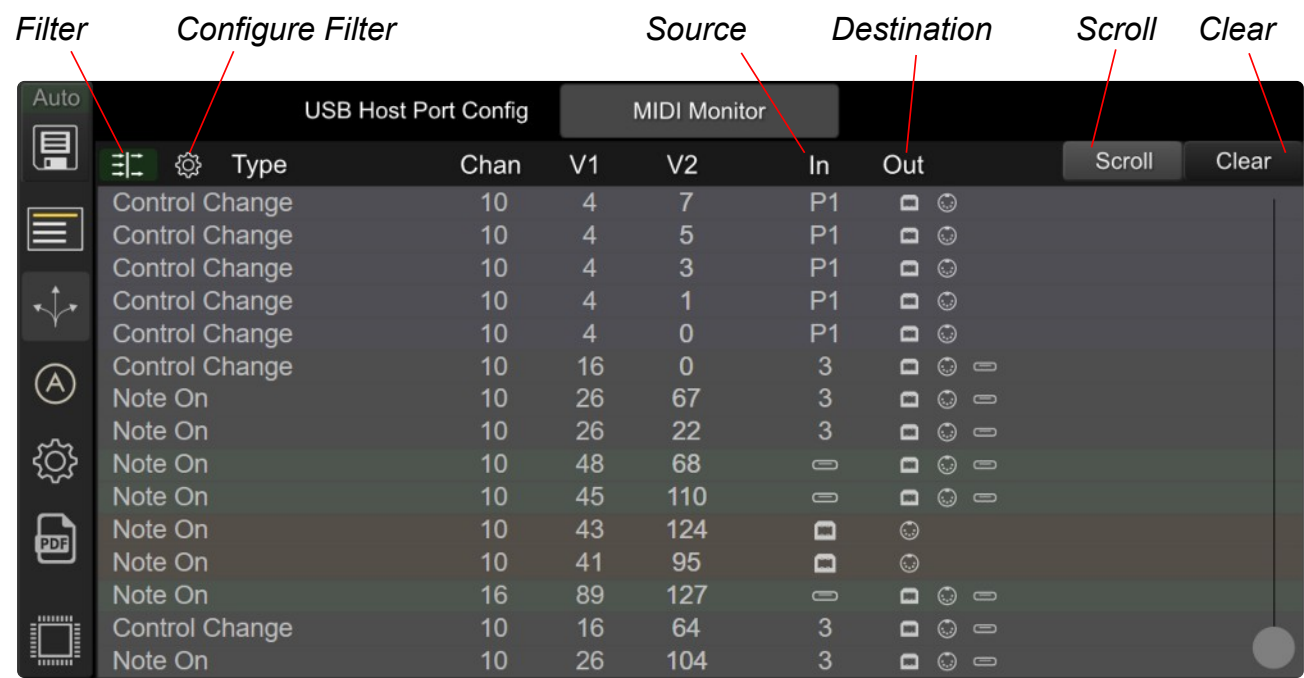 Filter Configure Filter Source Destination Scroll Clear
Auto USB Host Port Config MIDI Monitor
Type Chan V1 V2 In Out Scroll Clear
Control Change 10 4 7 P1
Control Change 10 4 5 P1
Control Change 10 4 3 P1
Control Change 10 4 1 P1
Control Change 10 4 0 P1
Control Change 10 16 0 3
Note On 10 26 67 3
Note On 10 26 22 3
Note On 10 48 68
Note On 10 45 110
Note On 10 43 124
Note On 10 41 95
Note On 16 89 127
Control Change 10 16 64 3
Note On 10 26 104 3
A
PDF